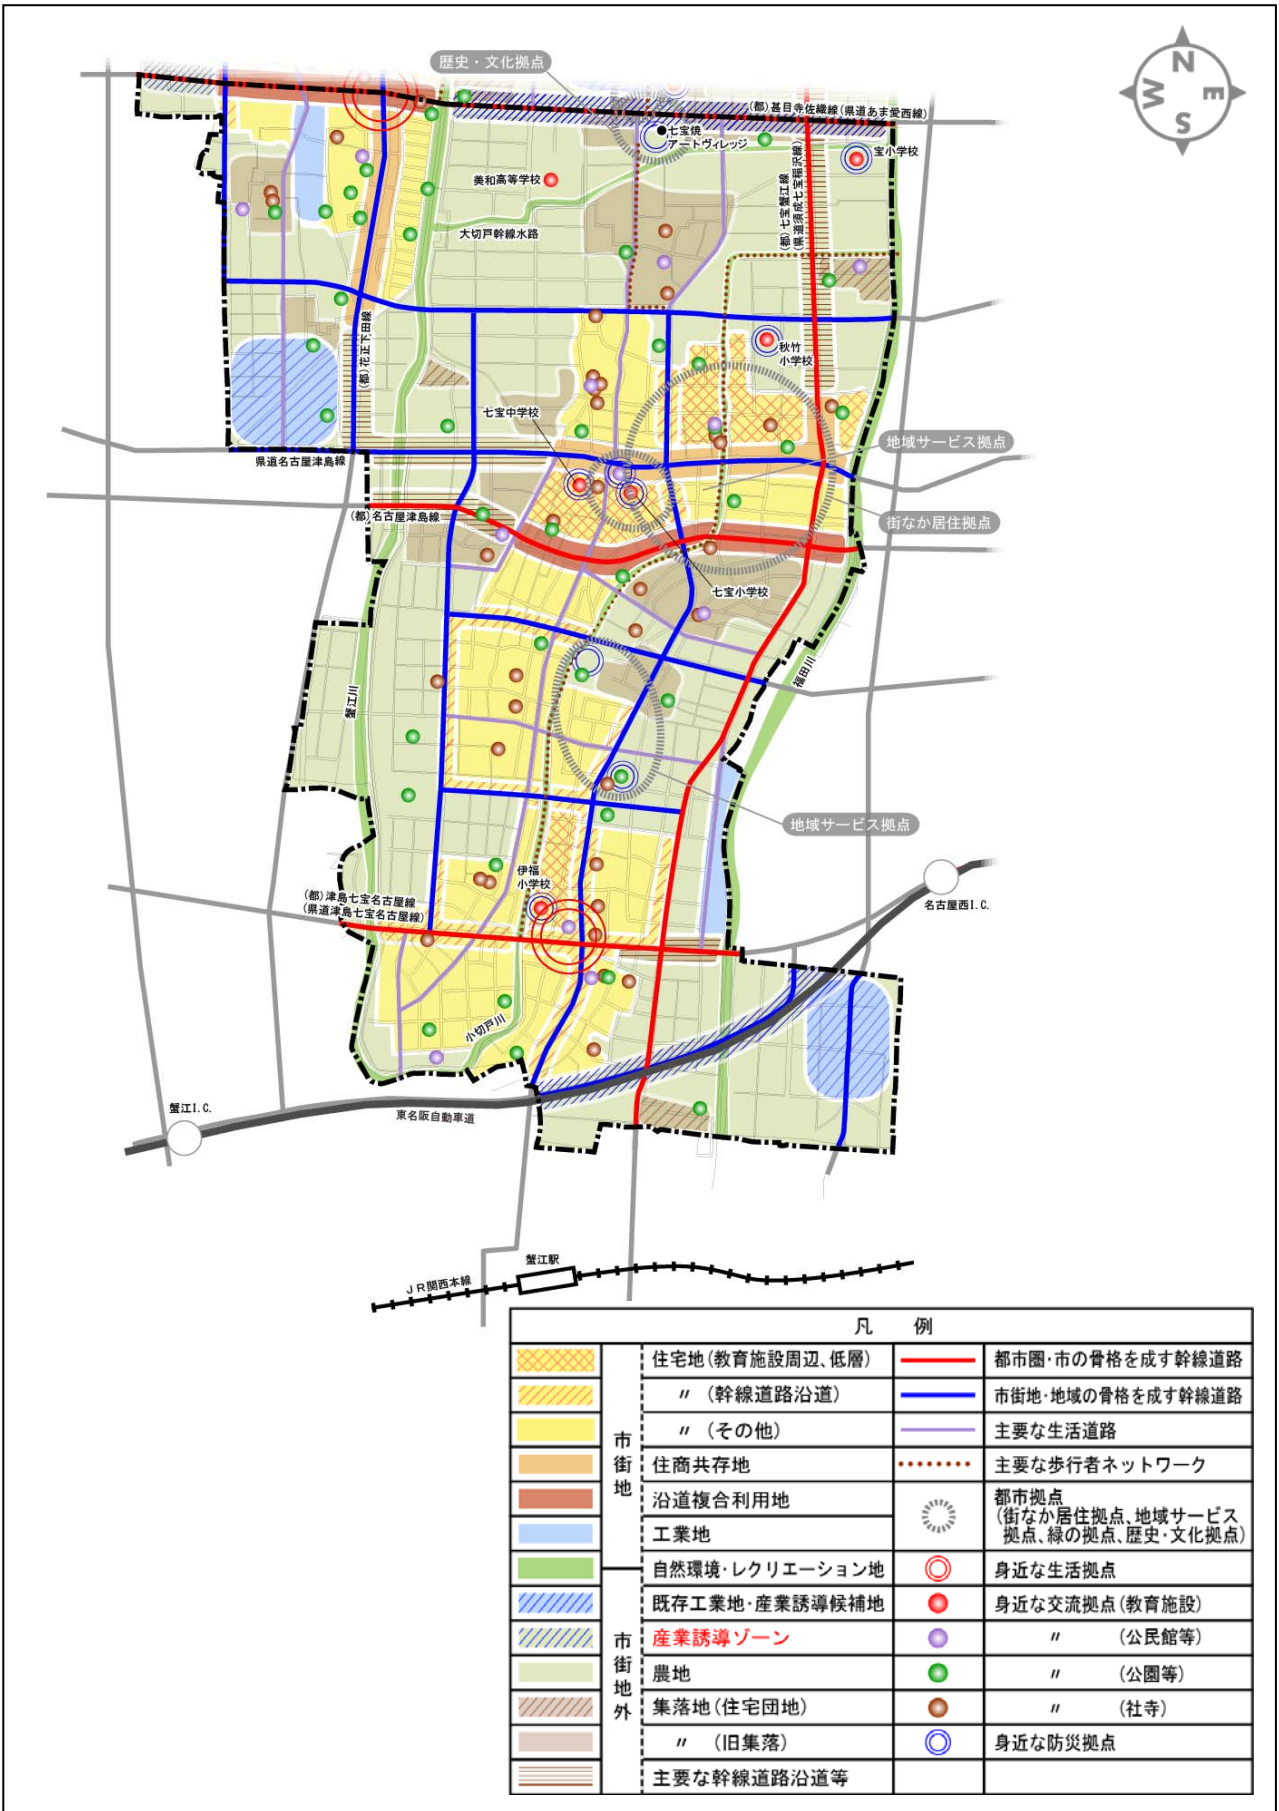 N
W
E
S
歴史・文化拠点
(都)甚目寺佐織線(県道あま愛西線)
七宝焼
アートヴィレッジ
宝小学校
美和高等学校
(都)七宝蟹江線
(県道須成七宝稲沢線)
大切戸幹線水路
(都)花正下田線
秋竹
小学校
七宝中学校
地域サービス拠点
県道名古屋津島線
(都)名古屋津島線
街なか居住拠点
七宝小学校
福田川
蟹江川
地域サービス拠点
伊福
小学校
(都)津島七宝名古屋線
(県道津島七宝名古屋線)
名古屋西I.C.
小切戸川
蟹江I.C.
東名阪自動車道
蟹江駅
JR関西本線
凡　例
市街地
住宅地(教育施設周辺、低層)
都市圏・市の骨格を成す幹線道路
〃 (幹線道路沿道)
市街地・地域の骨格を成す幹線道路
〃 (その他)
主要な生活道路
住商共存地
主要な歩行者ネットワーク
沿道複合利用地
都市拠点
(街なか居住拠点、地域サービス
拠点、緑の拠点、歴史・文化拠点)
工業地
自然環境・レクリエーション地
身近な生活拠点
市街地外
既存工業地・産業誘導候補地
身近な交流拠点(教育施設)
産業誘導ゾーン
〃 (公民館等)
農地
〃 (公園等)
集落地(住宅団地)
〃 (社寺)
〃 (旧集落)
身近な防災拠点
主要な幹線道路沿道等